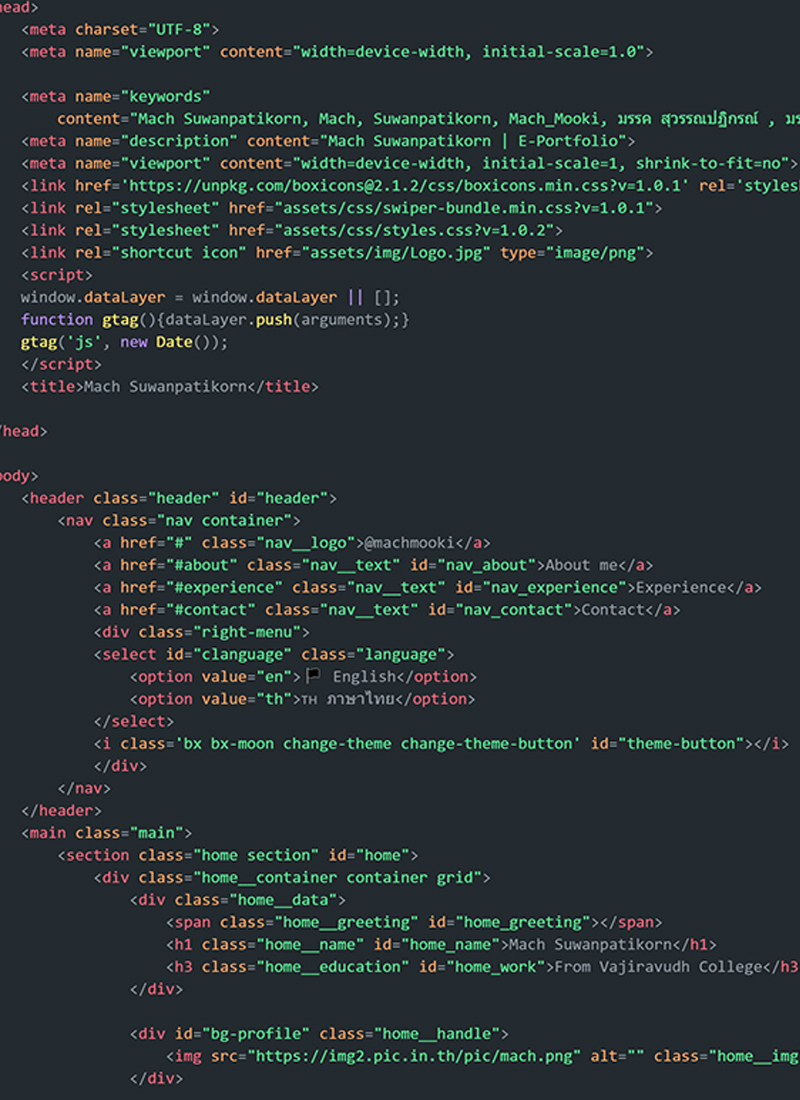 head>
<meta charset="UTF-8">
<meta name="viewport" content="width=device-width, initial-scale=1.0">
<meta name="keywords"
content="Mach Suwanpatikorn, Mach, Suwanpatikorn, Mach_Mooki, มรรค สุวรรณปฏิกรณ์ , มร
<meta name="description" content="Mach Suwanpatikorn | E-Portfolio">
<meta name="viewport" content="width=device-width, initial-scale=1, shrink-to-fit=no">
<link href='https://unpkg.com/boxicons@2.1.2/css/boxicons.min.css?v=1.0.1' rel='styles
<link rel="stylesheet" href="assets/css/swiper-bundle.min.css?v=1.0.1">
<link rel="stylesheet" href="assets/css/styles.css?v=1.0.2">
<link rel="shortcut icon" href="assets/img/Logo.jpg" type="image/png">
<script>
window.dataLayer = window.dataLayer || [];
function gtag(){dataLayer.push(arguments);}
gtag('js', new Date());
</script>
<title>Mach Suwanpatikorn</title>
/head>
body>
<header class="header" id="header">
<nav class="nav container">
<a href="#" class="nav__logo">@machmooki</a>
<a href="#about" class="nav__text" id="nav_about">About me</a>
<a href="#experience" class="nav__text" id="nav_experience">Experience</a>
<a href="#contact" class="nav__text" id="nav_contact">Contact</a>
<div class="right-menu">
<select id="clanguage" class="language">
<option value="en">🏴 English</option>
<option value="th">TH ภาษาไทย</option>
</select>
<i class='bx bx-moon change-theme change-theme-button' id="theme-button"></i>
</div>
</nav>
</header>
<main class="main">
<section class="home section" id="home">
<div class="home__container container grid">
<div class="home__data">
<span class="home__greeting" id="home_greeting"></span>
<h1 class="home__name" id="home_name">Mach Suwanpatikorn</h1>
<h3 class="home__education" id="home_work">From Vajiravudh College</h3
</div>
<div id="bg-profile" class="home__handle">
<img src="https://img2.pic.in.th/pic/mach.png" alt="" class="home__img
</div>